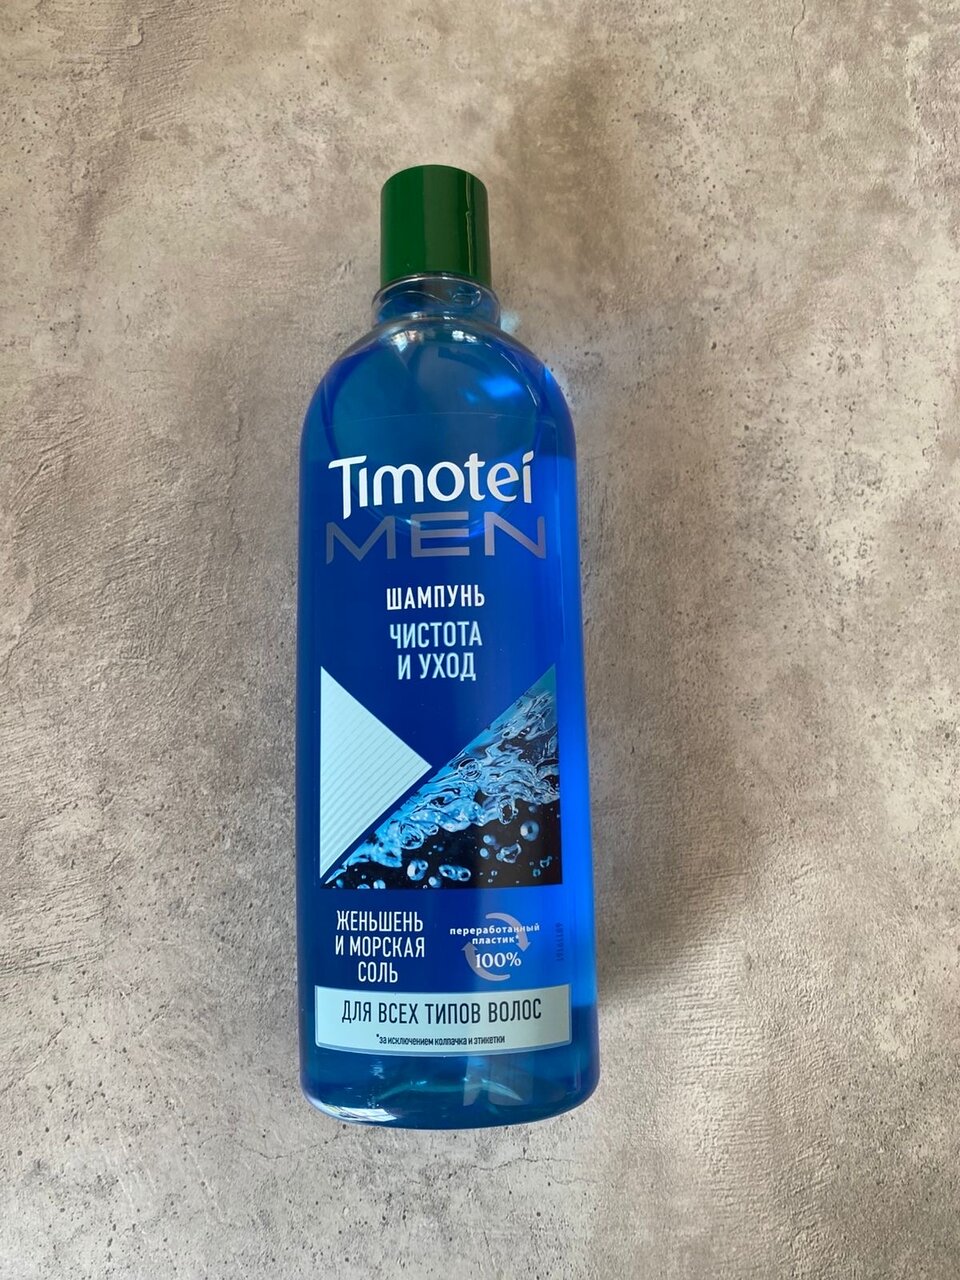 Timotei
MEN
ШАМПУНЬ
ЧИСТОТА
И УХОД
ЖЕНЬШЕНЬ
И МОРСКАЯ
СОЛЬ
переработанный
пластик*
100%
ДЛЯ ВСЕХ ТИПОВ ВОЛОС
*за исключением колпачка и этикетки